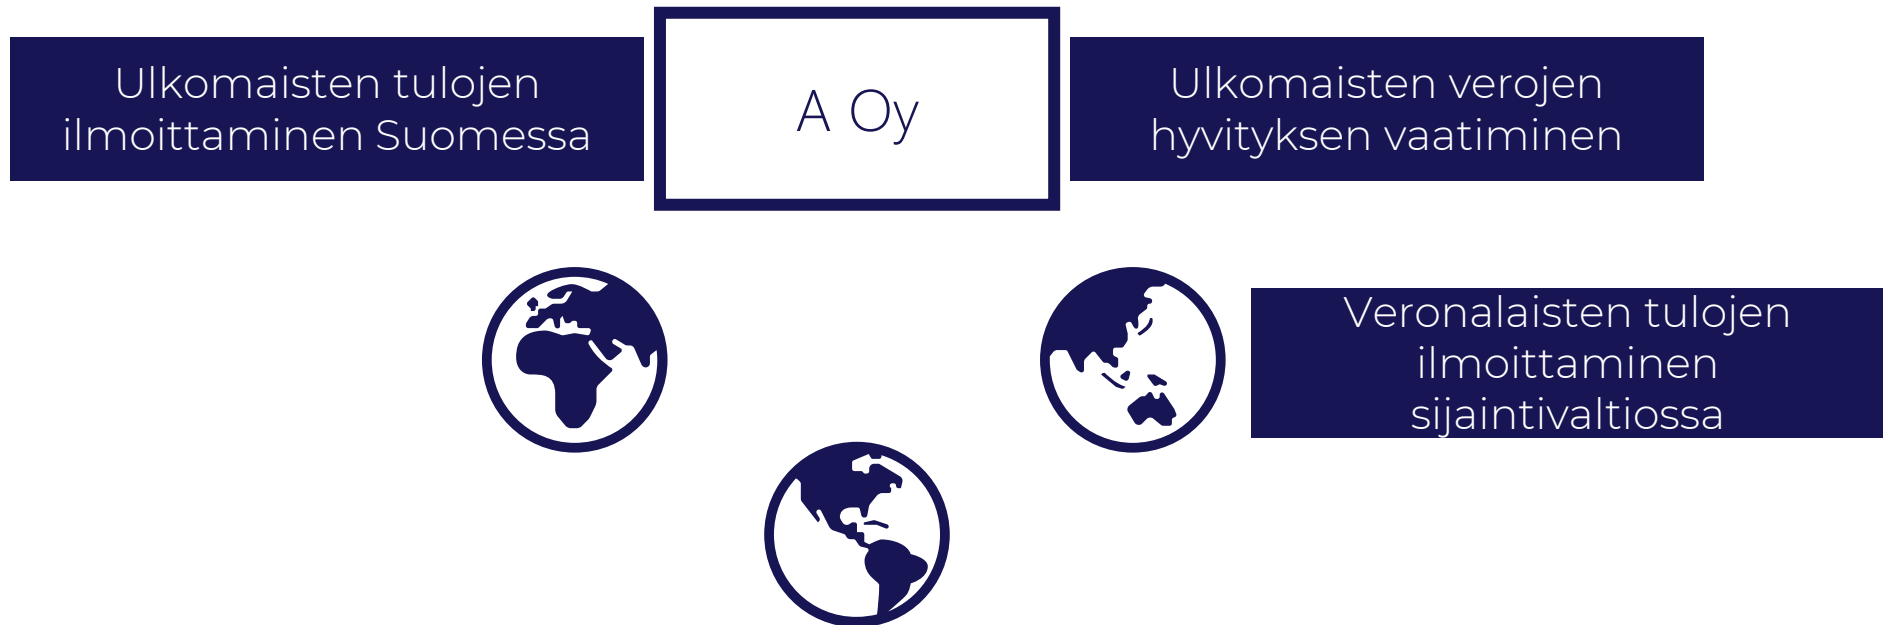 Ulkomaisten tulojen
ilmoittaminen Suomessa
A Oy
Ulkomaisten verojen
hyvityksen vaatiminen
Veronalaisten tulojen
ilmoittaminen
sijaintivaltiossa